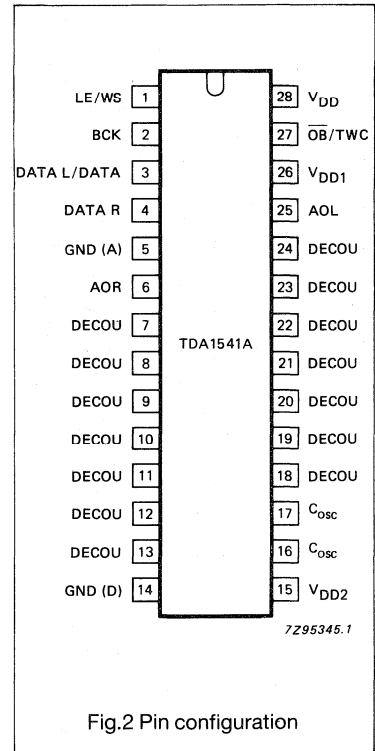 LE/WS 1 28 VDD
BCK 2 27 OB/TWC
DATA L/DATA 3 26 VDD1
DATA R 4 25 AOL
GND (A) 5 24 DECOU
AOR 6 23 DECOU
DECOU 7 22 DECOU
TDA1541A
DECOU 8 21 DECOU
DECOU 9 20 DECOU
DECOU 10 19 DECOU
DECOU 11 18 DECOU
DECOU 12 17 Cosc
DECOU 13 16 Cosc
GND (D) 14 15 VDD2
7Z95345.1
Fig.2 Pin configuration